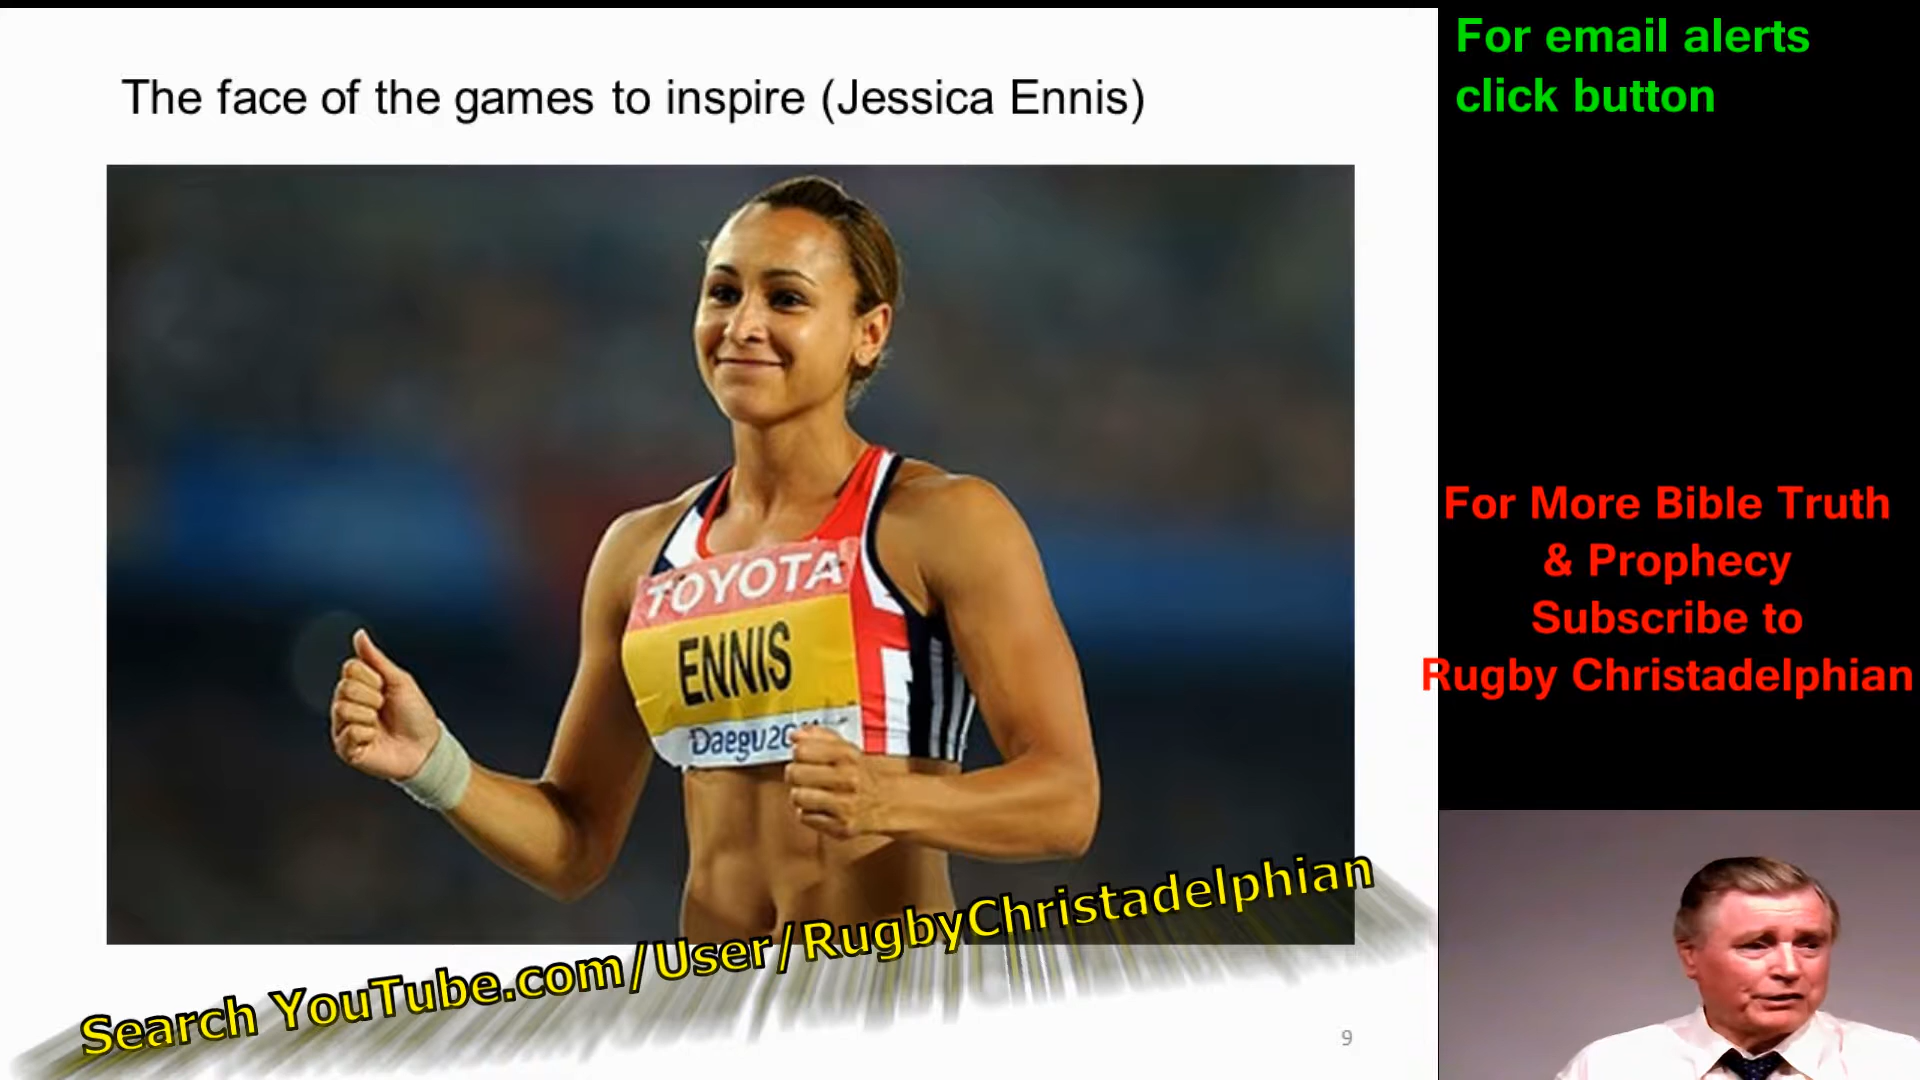 The face of the games to inspire (Jessica Ennis)
TOYOTA
ENNIS
Search YouTube.com/User/RugbyChristadelphian
9
For email alerts
click button
For More Bible Truth
& Prophecy
Subscribe to
Rugby Christadelphian